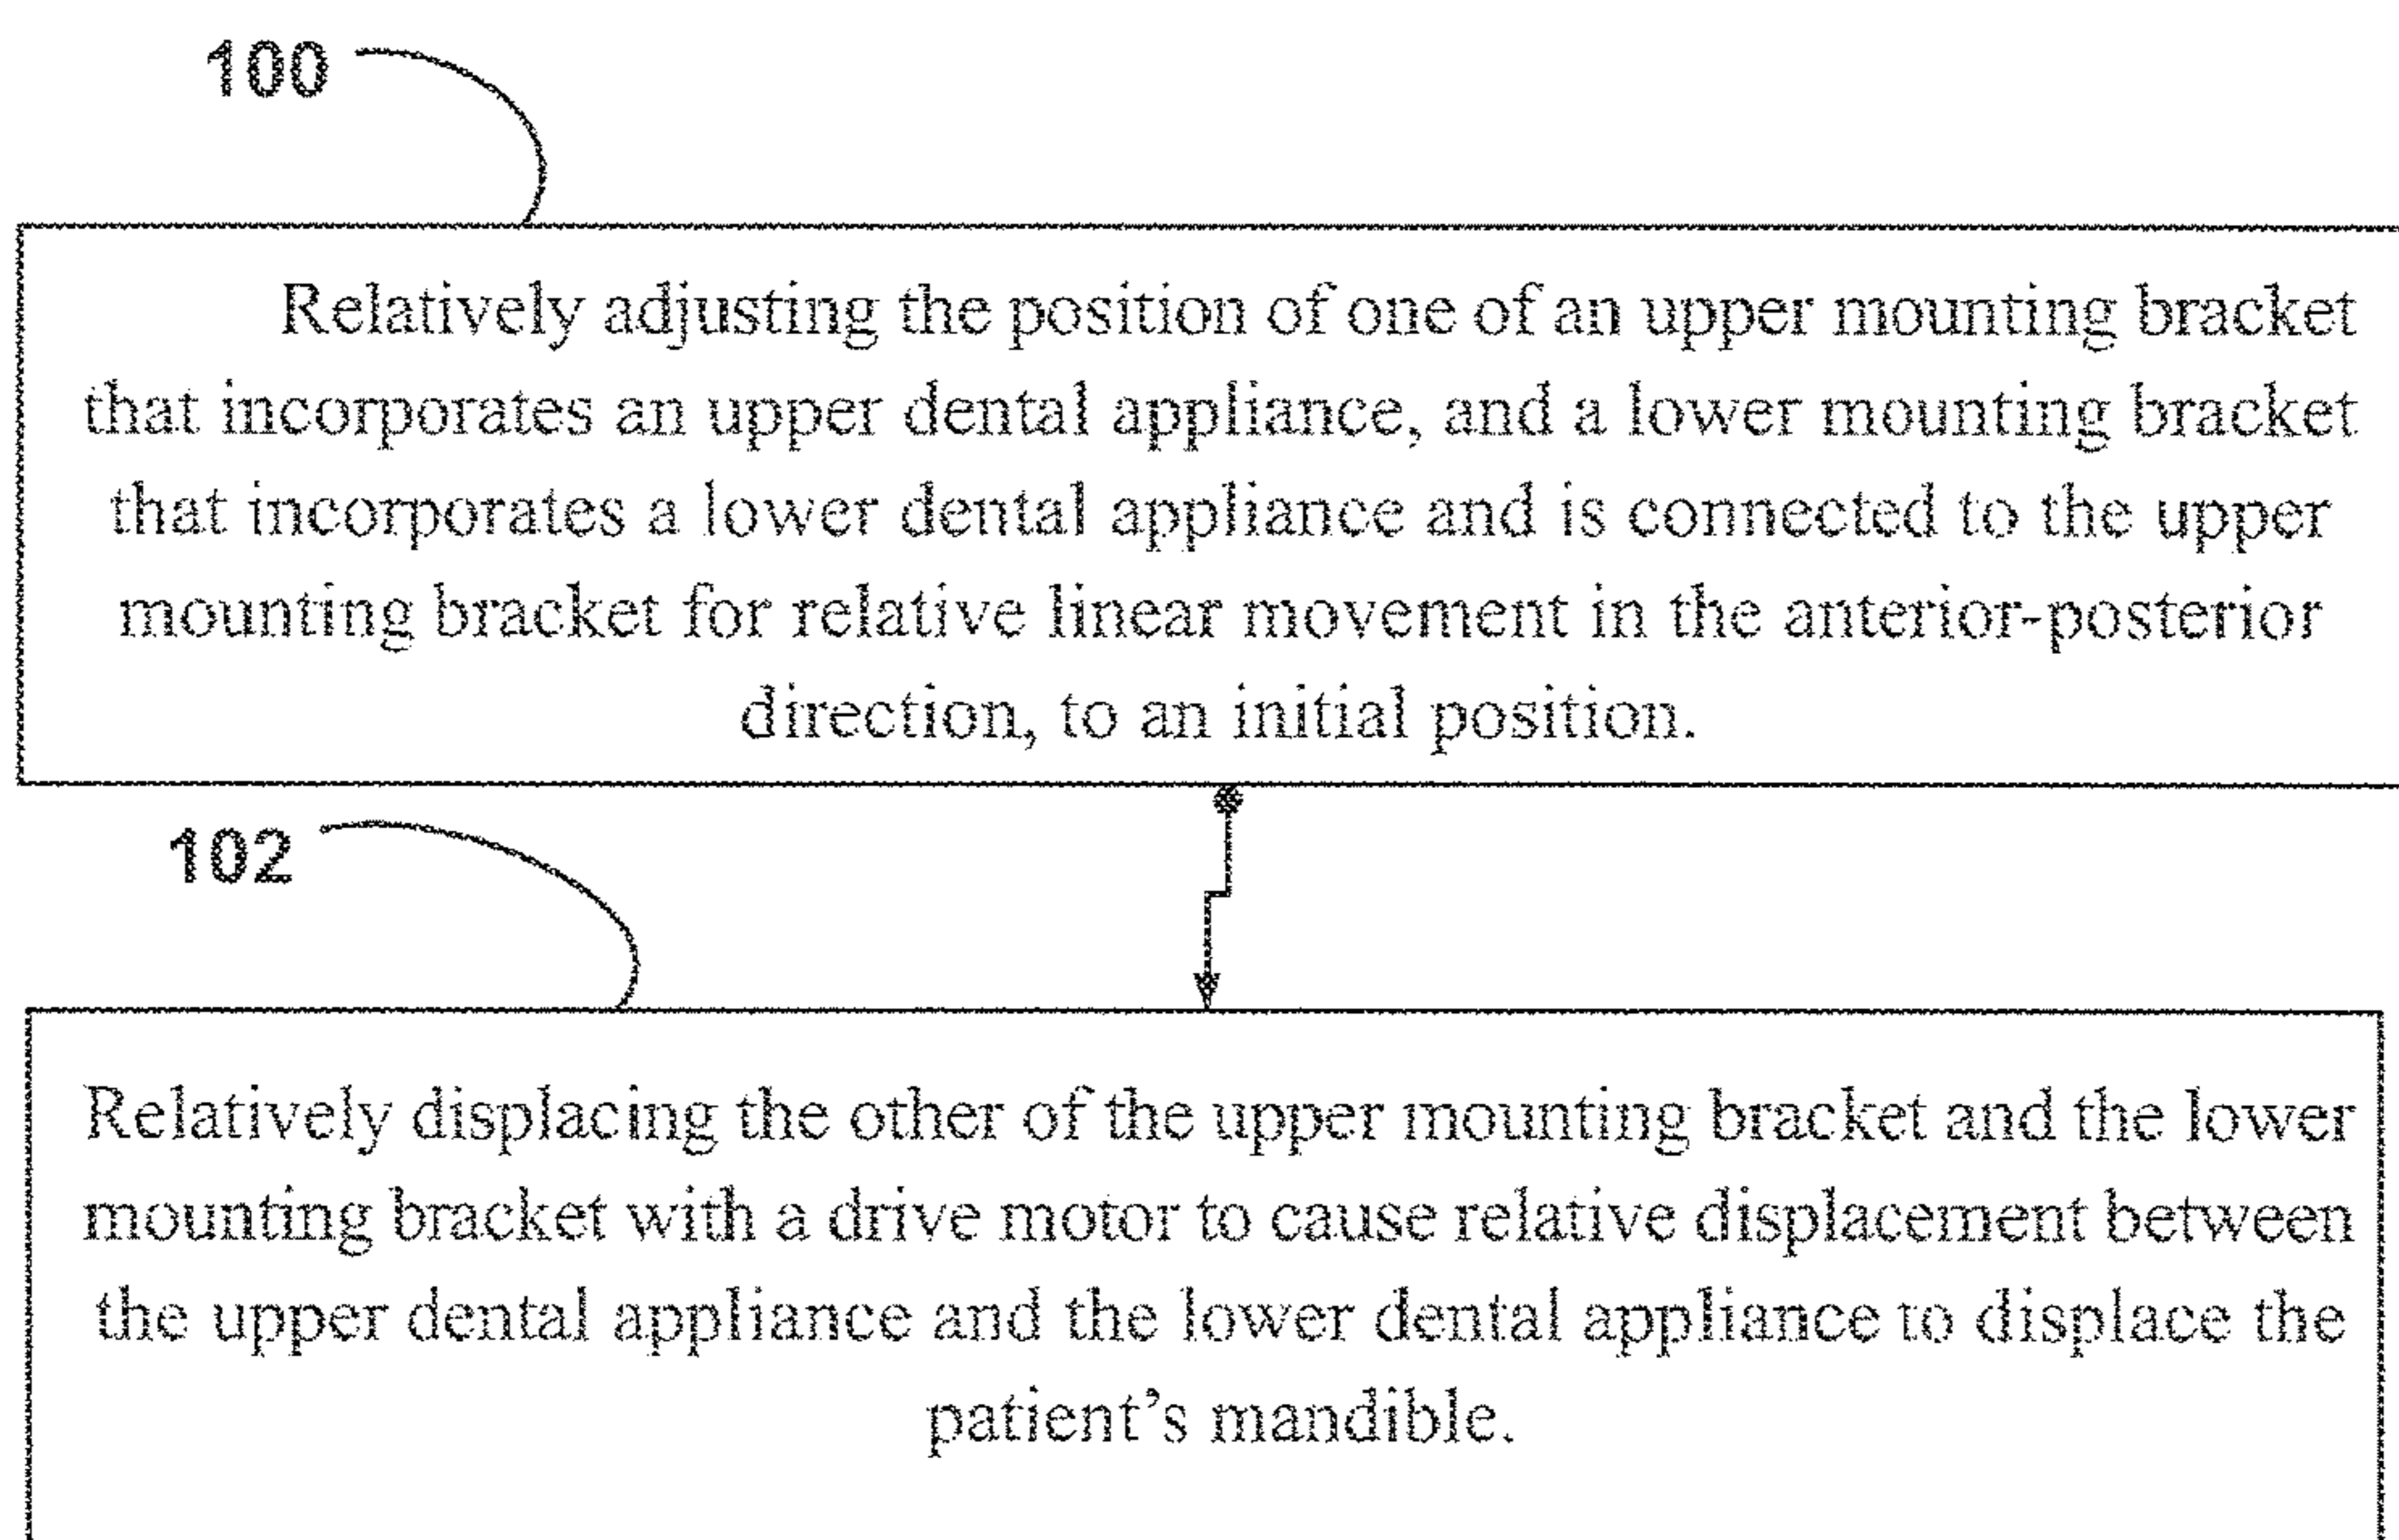 100
Relatively adjusting the position of one of an upper mounting bracket
that incorporates an upper dental appliance, and a lower mounting bracket
that incorporates a lower dental appliance and is connected to the upper
mounting bracket for relative linear movement in the anterior-posterior
direction, to an initial position.
102
Relatively displacing the other of the upper mounting bracket and the lower
mounting bracket with a drive motor to cause relative displacement between
the upper dental appliance and the lower dental appliance to displace the
patient’s mandible.